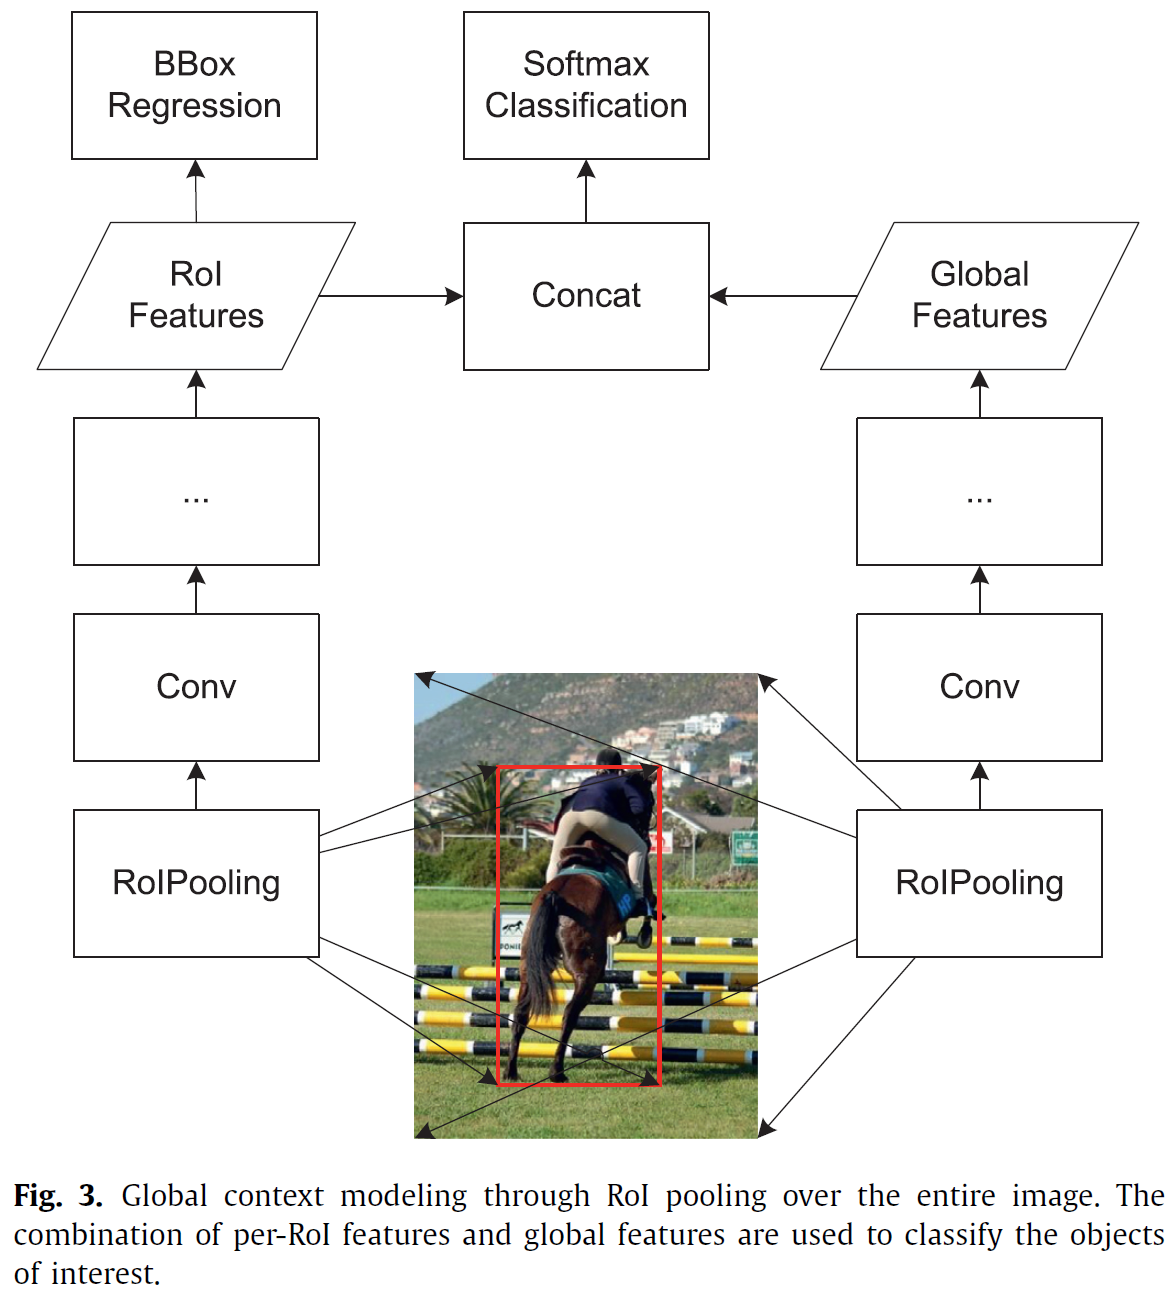 BBox
Regression
Softmax
Classification
RoI
Features
Concat
Global
Features
...
...
Conv
Conv
RoIPooling
RoIPooling
Fig. 3. Global context modeling through RoI pooling over the entire image. The
combination of per-RoI features and global features are used to classify the objects
of interest.